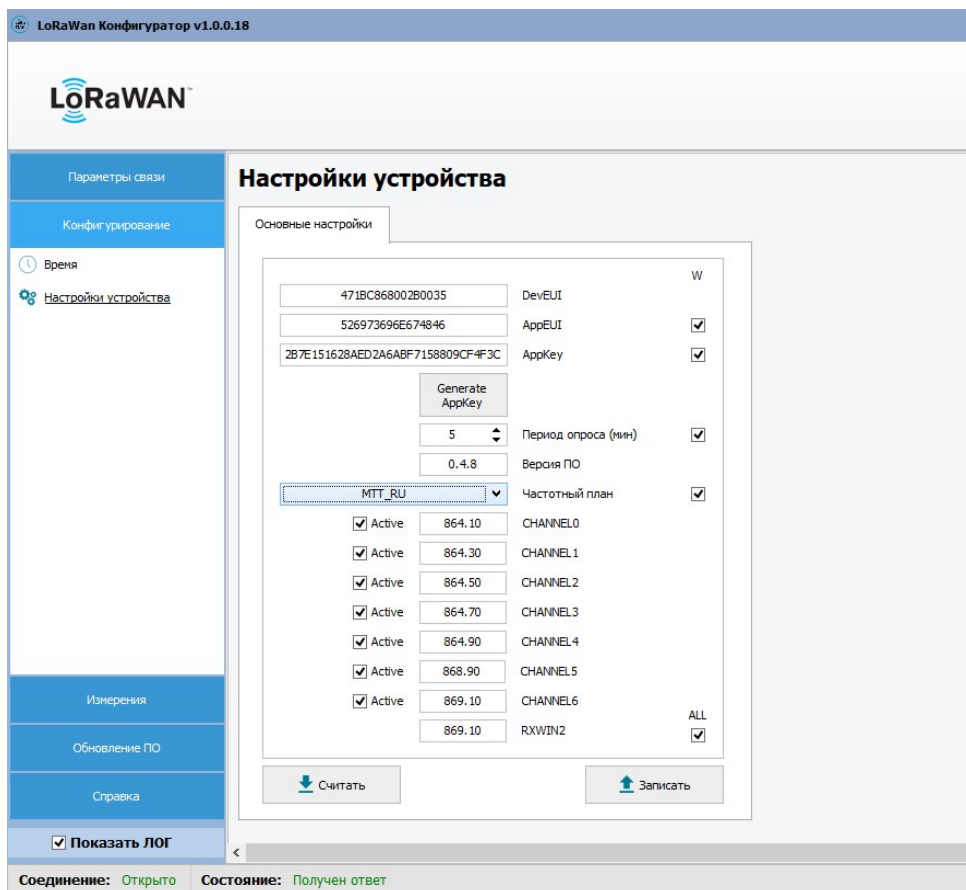 LoRaWan Конфигуратор v1.0.0.18
LoRaWAN™
Параметры связи
Конфигурирование
Время
Настройки устройства
Измерения
Обновление ПО
Справка
Показать ЛОГ
Настройки устройства
Основные настройки
W
471BC868002B0035 DevEUI
526973696E674846 AppEUI
2B7E151628AED2A6ABF7158809CF4F3C AppKey
Generate
AppKey
5 Период опроса (мин)
0.4.8 Версия ПО
MTT_RU Частотный план
Active 864.10 CHANNEL0
Active 864.30 CHANNEL1
Active 864.50 CHANNEL2
Active 864.70 CHANNEL3
Active 864.90 CHANNEL4
Active 868.90 CHANNEL5
Active 869.10 CHANNEL6
ALL
869.10 RXWIN2
Считать Записать
Соединение: Открыто Состояние: Получен ответ